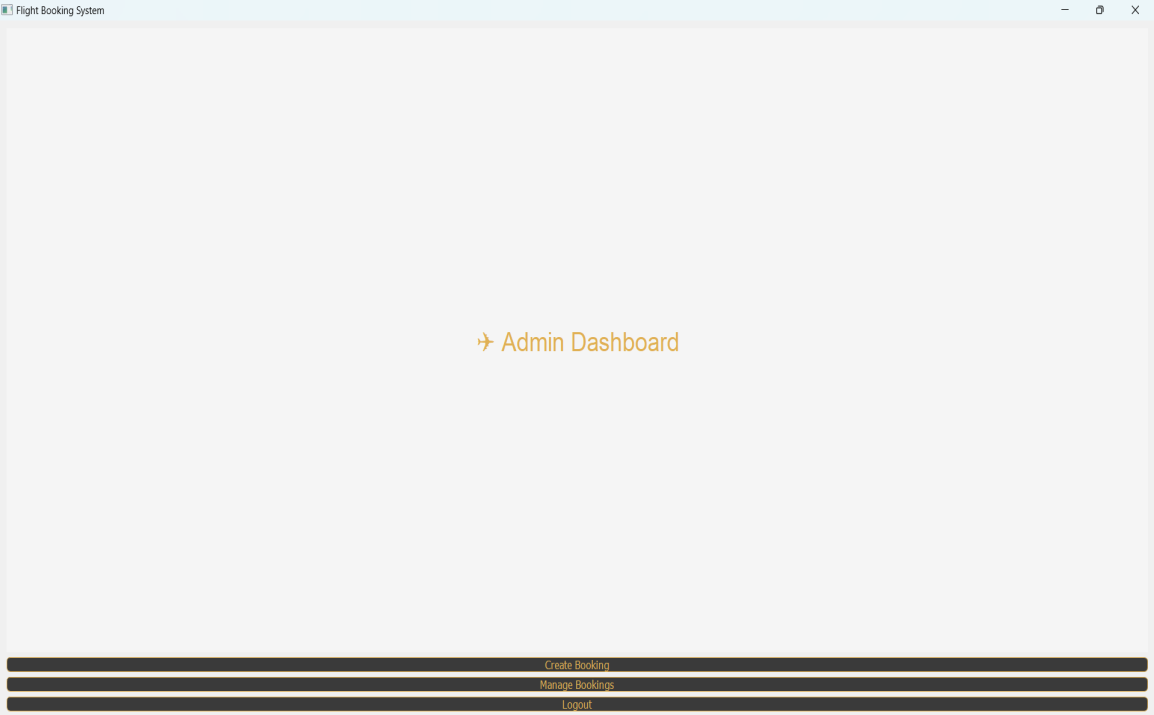 Flight Booking System
✈ Admin Dashboard
Create Booking
Manage Bookings
Logout